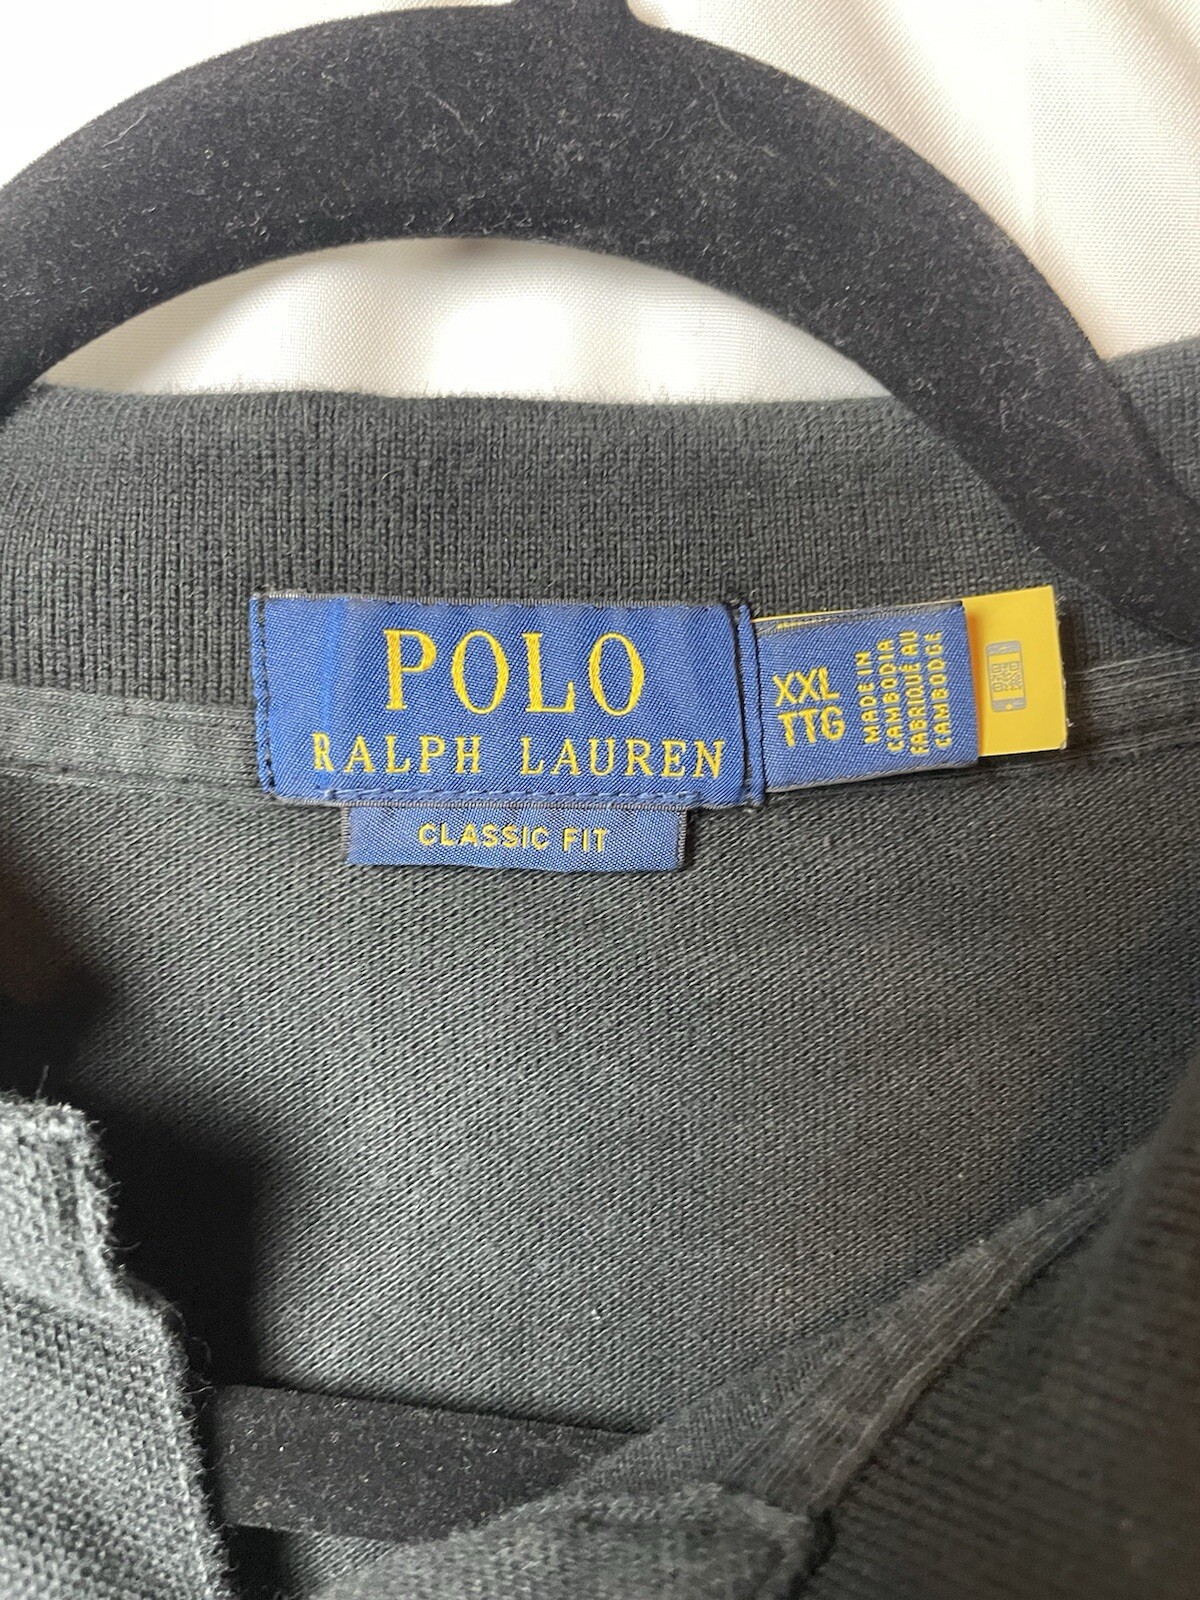 POLO
RALPH LAUREN
CLASSIC FIT
XXL
TTG
MADE IN
CAMBODIA
FABRIQUÉ AU
CAMBODGE